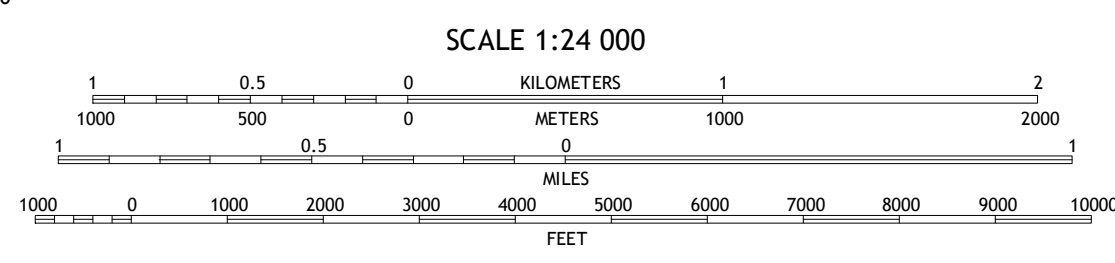 SCALE 1:24 000
1 0.5 0 KILOMETERS 1 2
1000 500 0 METERS 1000 2000
1 0.5 0 1
MILES
1000 0 1000 2000 3000 4000 5000 6000 7000 8000 9000 10000
FEET